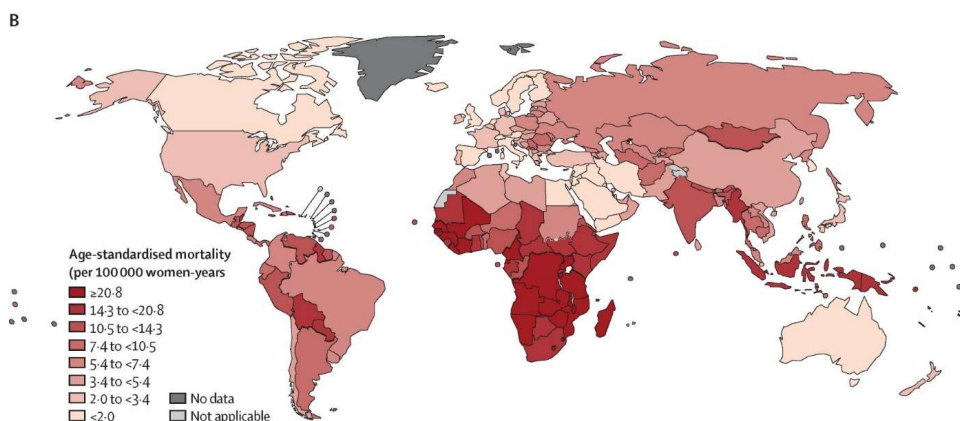 B
Age-standardised mortality
(per 100 000 women-years
≥20·8
14·3 to <20·8
10·5 to <14·3
7·4 to <10·5
5·4 to <7·4
3·4 to <5·4
2·0 to <3·4
<2·0
No data
Not applicable